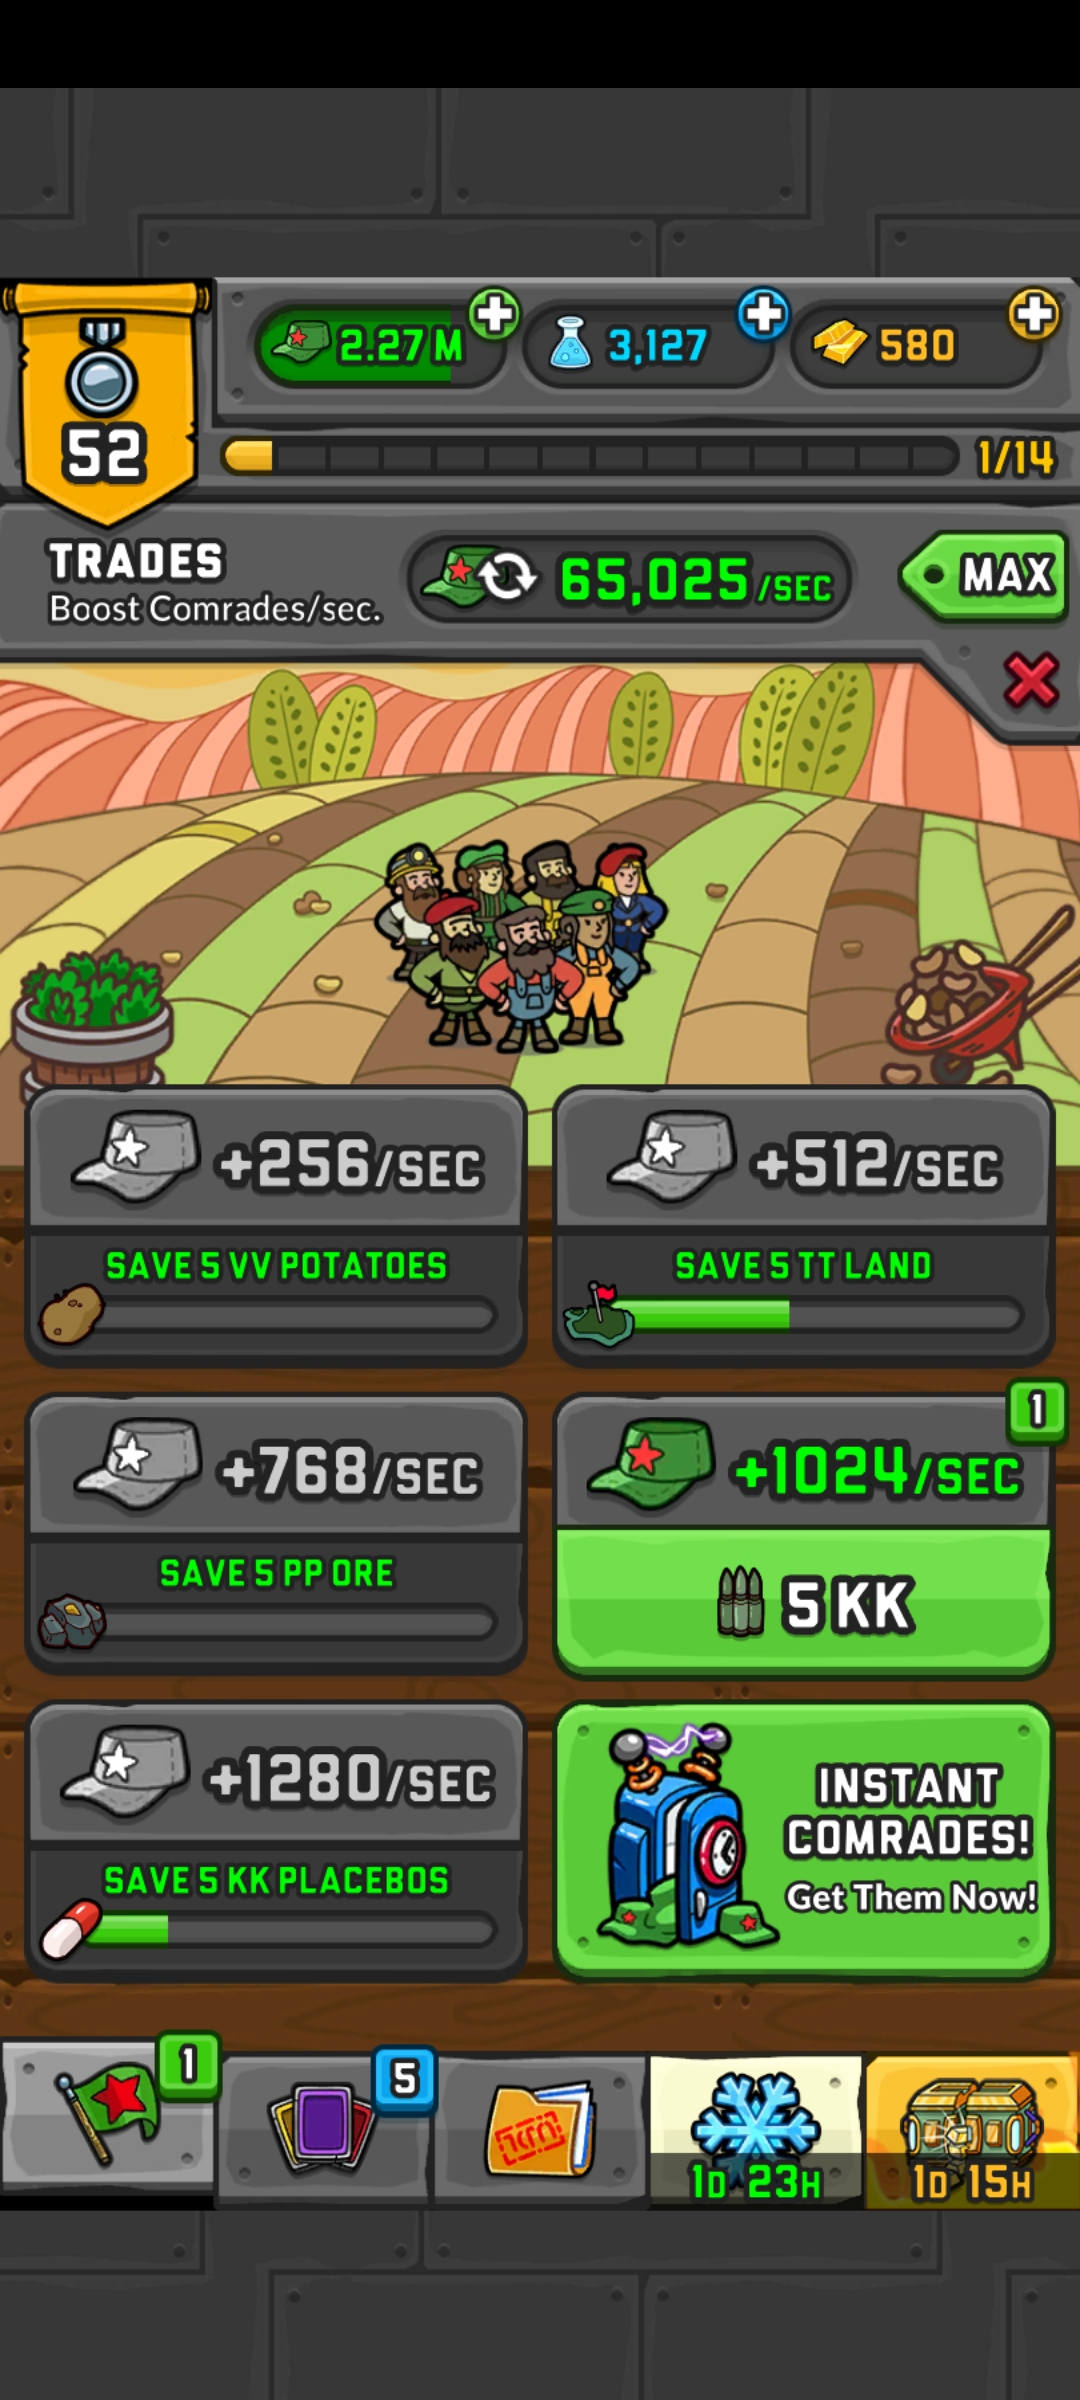 2.27 M
3,127
580
52
1/14
TRADES
Boost Comrades/sec.
65,025/SEC
MAX
+256/SEC
+512/SEC
SAVE 5 VV POTATOES
SAVE 5 TT LAND
1
+768/SEC
+1024/SEC
SAVE 5 PP ORE
5 KK
+1280/SEC
INSTANT
COMRADES!
SAVE 5 KK PLACEBOS
Get Them Now!
1
5
1D 23H
1D 15H